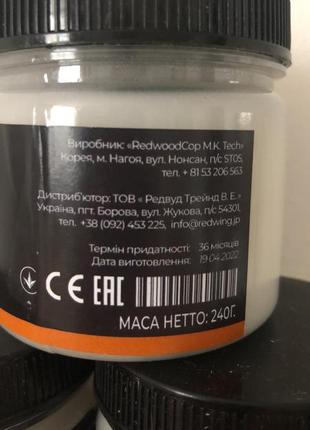 Виробник: «RedwoodCop M.K. Tech»
Корея, м. Нагоя, вул. Нонсан, п/с ST05,
тел. + 81 53 206 563
Дистриб'ютор: ТОВ « Редвуд Трейнд В. Е. »
Україна, пгт. Борова, вул. Жукова, п/с 54301,
тел. +38 (092) 453 225, info@redwing.jp
Термін придатності: 36 місяців
Дата виготовлення: 19 04 2022
CE EAC
МАСА НЕТТО: 240Г.